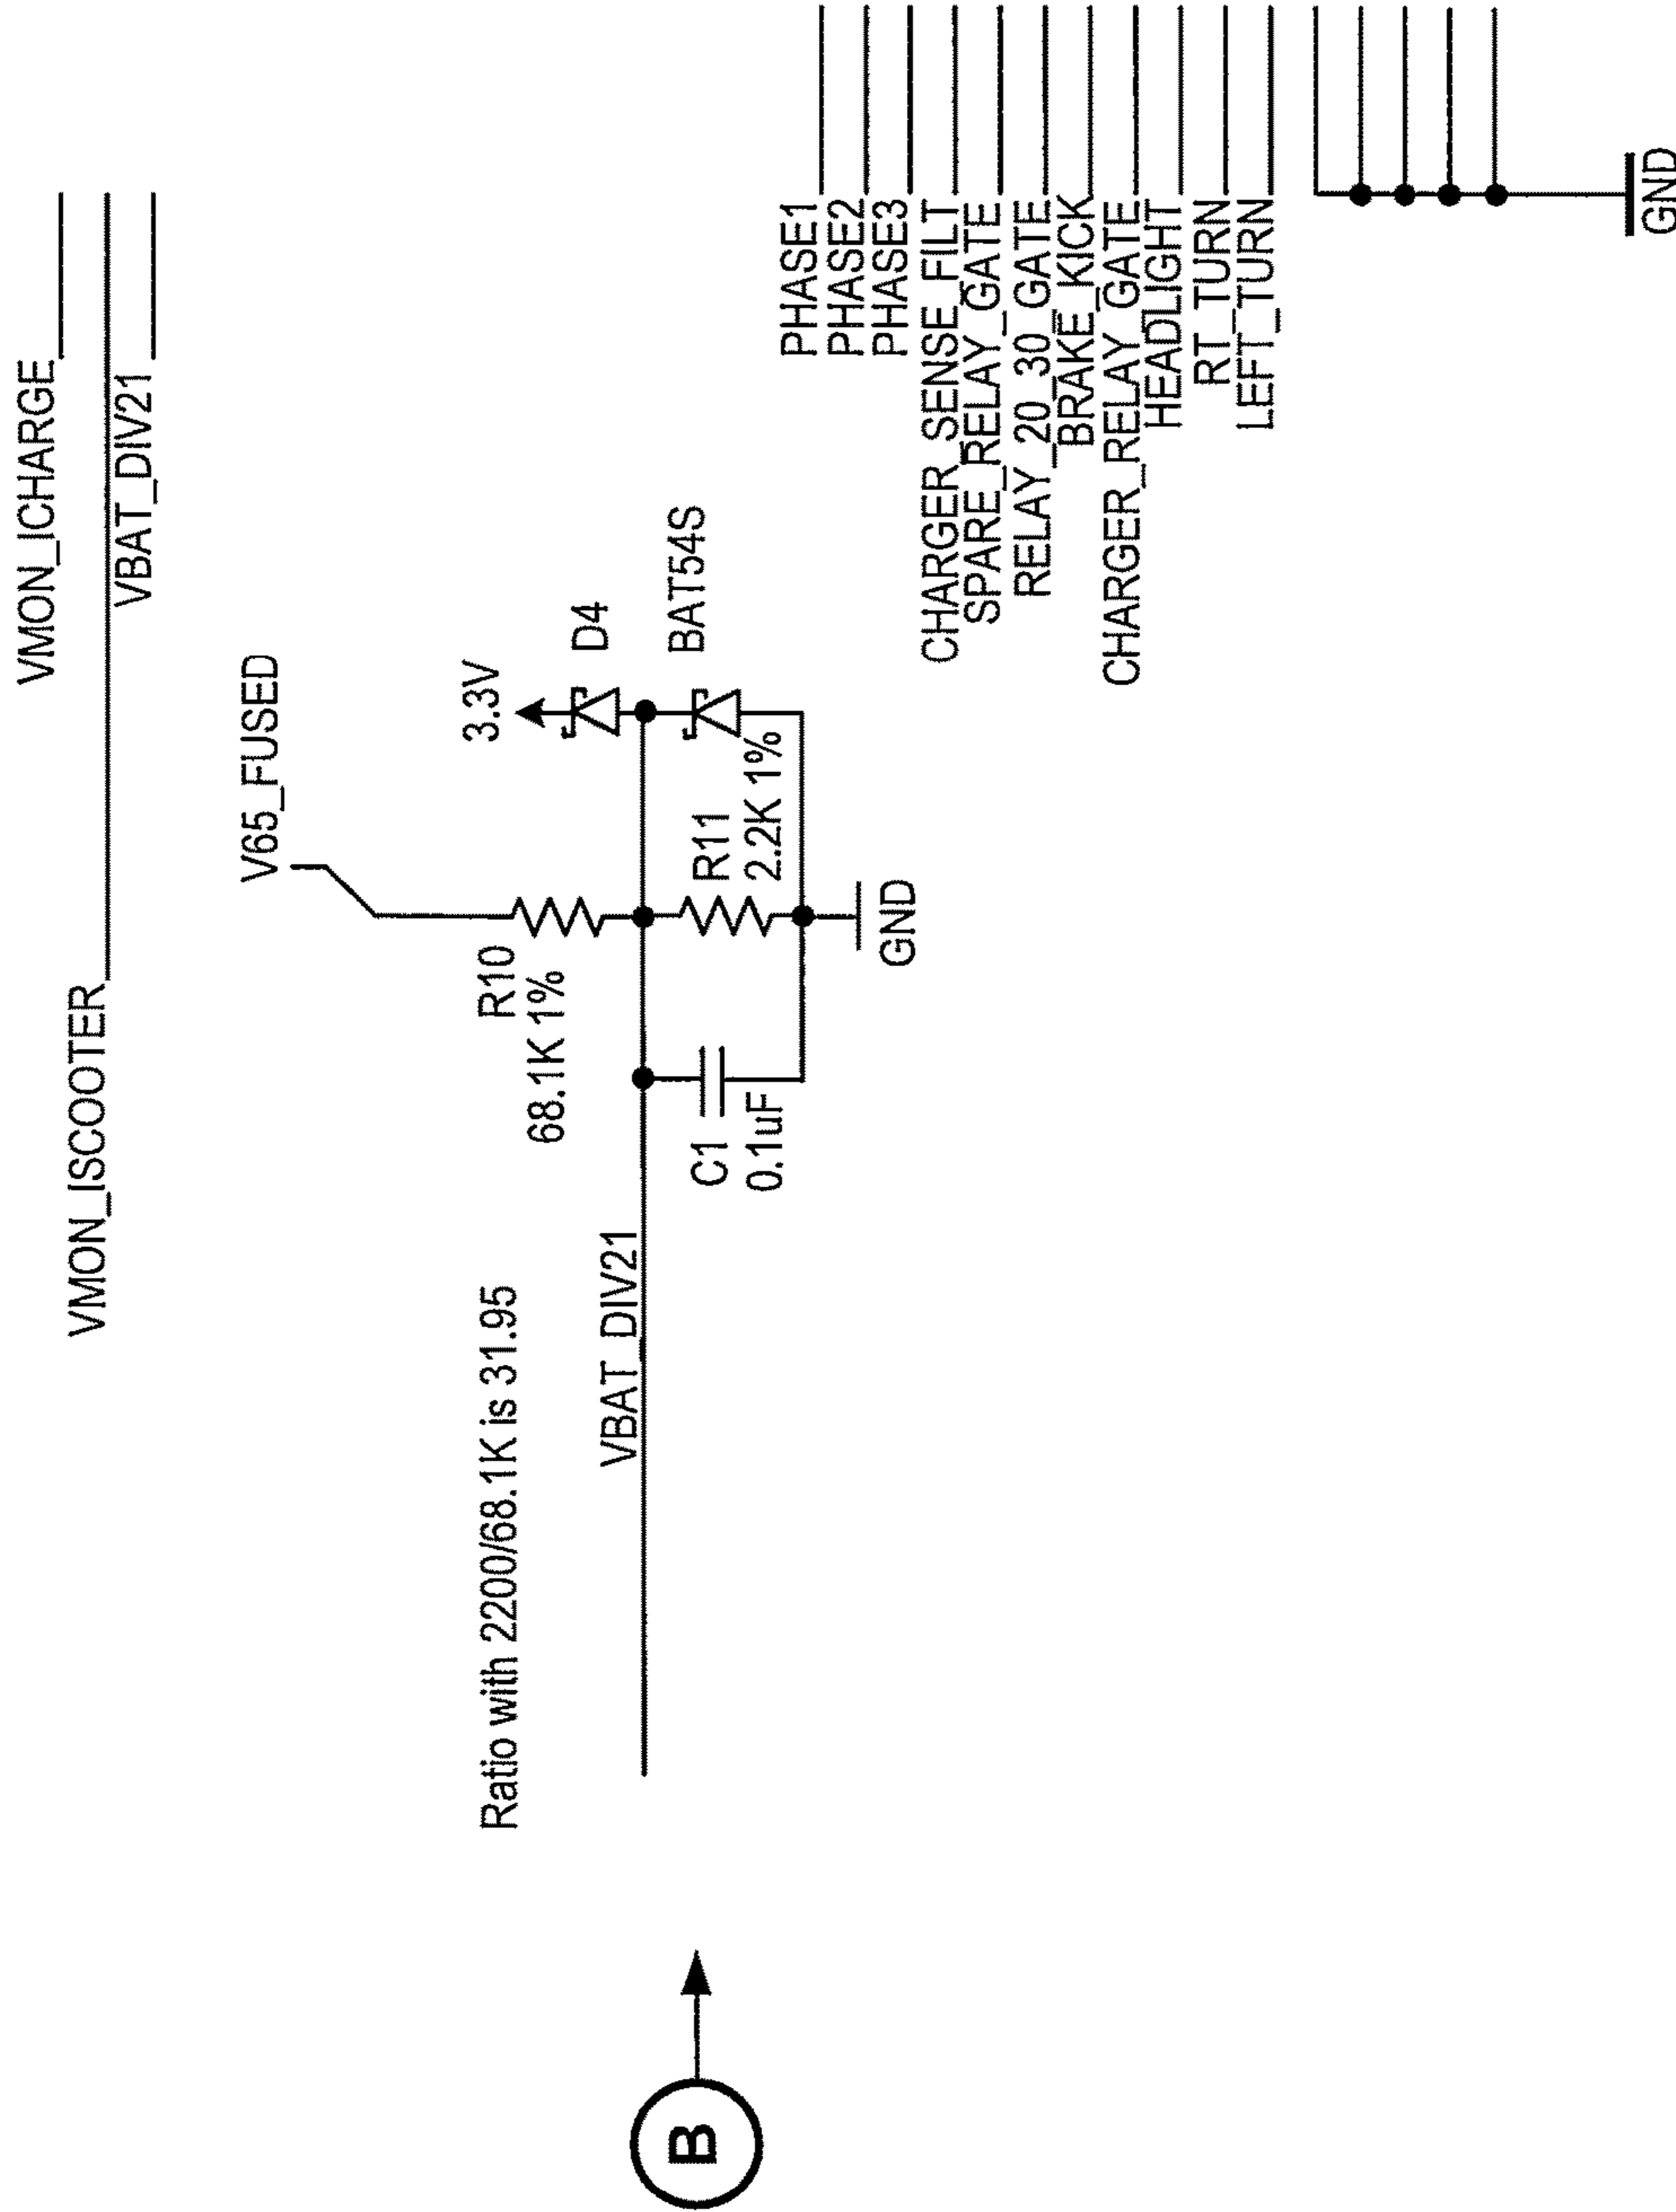 VMON_ICHARGE
VMON_ISCOOTER
VBAT_DIV21
V65_FUSED
Ratio with 2200/68.1K is 31.95
R10
68.1K 1%
3.3V
D4
VBAT_DIV21
C1
0.1uF
R11
2.2K 1%
BAT54S
GND
B
PHASE1
PHASE2
PHASE3
CHARGER_SENSE_FILT
SPARE_RELAY_GATE
RELAY_20_30_GATE
BRAKE_KICK
CHARGER_RELAY_GATE
HEADLIGHT
RT_TURN
LEFT_TURN
GND